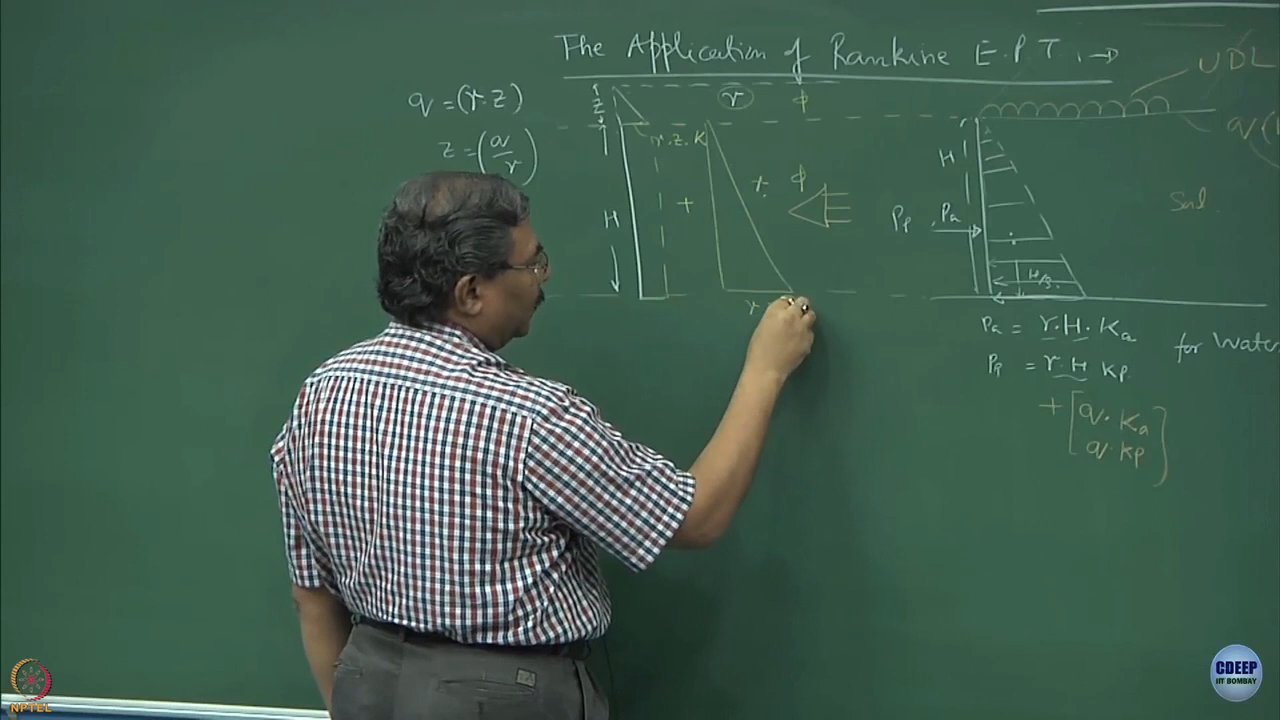 The Application of Rankine E.P.T. :→
UDL
q = (γ·z)
z = (q/γ)
z
γ
φ
γ.z.K
H
+
+
φ
γ
H
Pp, Pa
H/3
Soil
Pa = γ·H·Ka
Pp = γ·H Kp
for Water
+ [q· Ka
q· Kp]
NPTEL
CDEEP
IIT BOMBAY